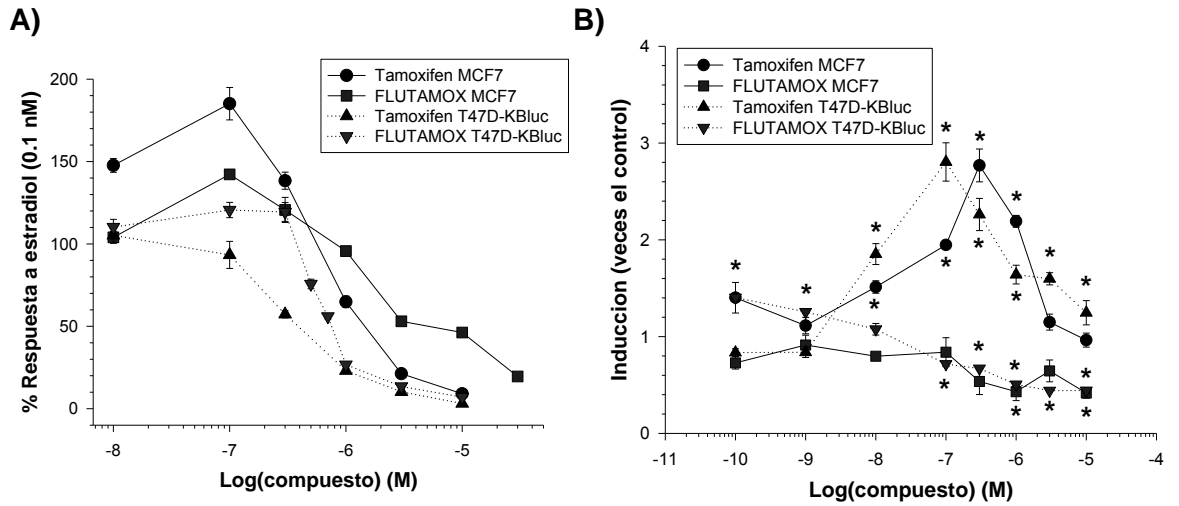 A)
% Respuesta a estradiol (0.1 nM)
200
150
100
50
0
-8
-7
-6
-5
Log(compuesto) (M)
Tamoxifen MCF7
FLUTAMOX MCF7
Tamoxifen T47D-KBluc
FLUTAMOX T47D-KBluc
B)
Induccion (veces el control)
4
3
2
1
0
-11
-10
-9
-8
-7
-6
-5
-4
Log(compuesto) (M)
Tamoxifen MCF7
FLUTAMOX MCF7
Tamoxifen T47D-KBluc
FLUTAMOX T47D-KBluc